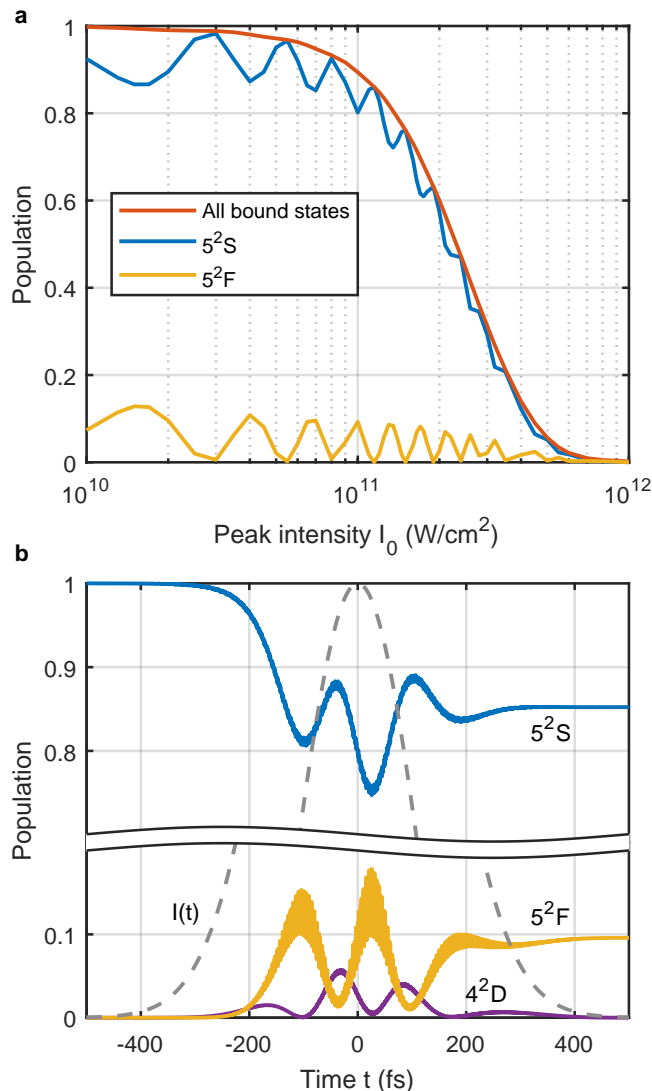 a
1
0.8
0.6
0.4
0.2
0
Population
All bound states
5²S
5²F
10¹⁰
10¹¹
10¹²
Peak intensity I₀ (W/cm²)
b
1
0.9
0.8
0.1
0
Population
5²S
I(t)
5²F
4²D
-400
-200
0
200
400
Time t (fs)